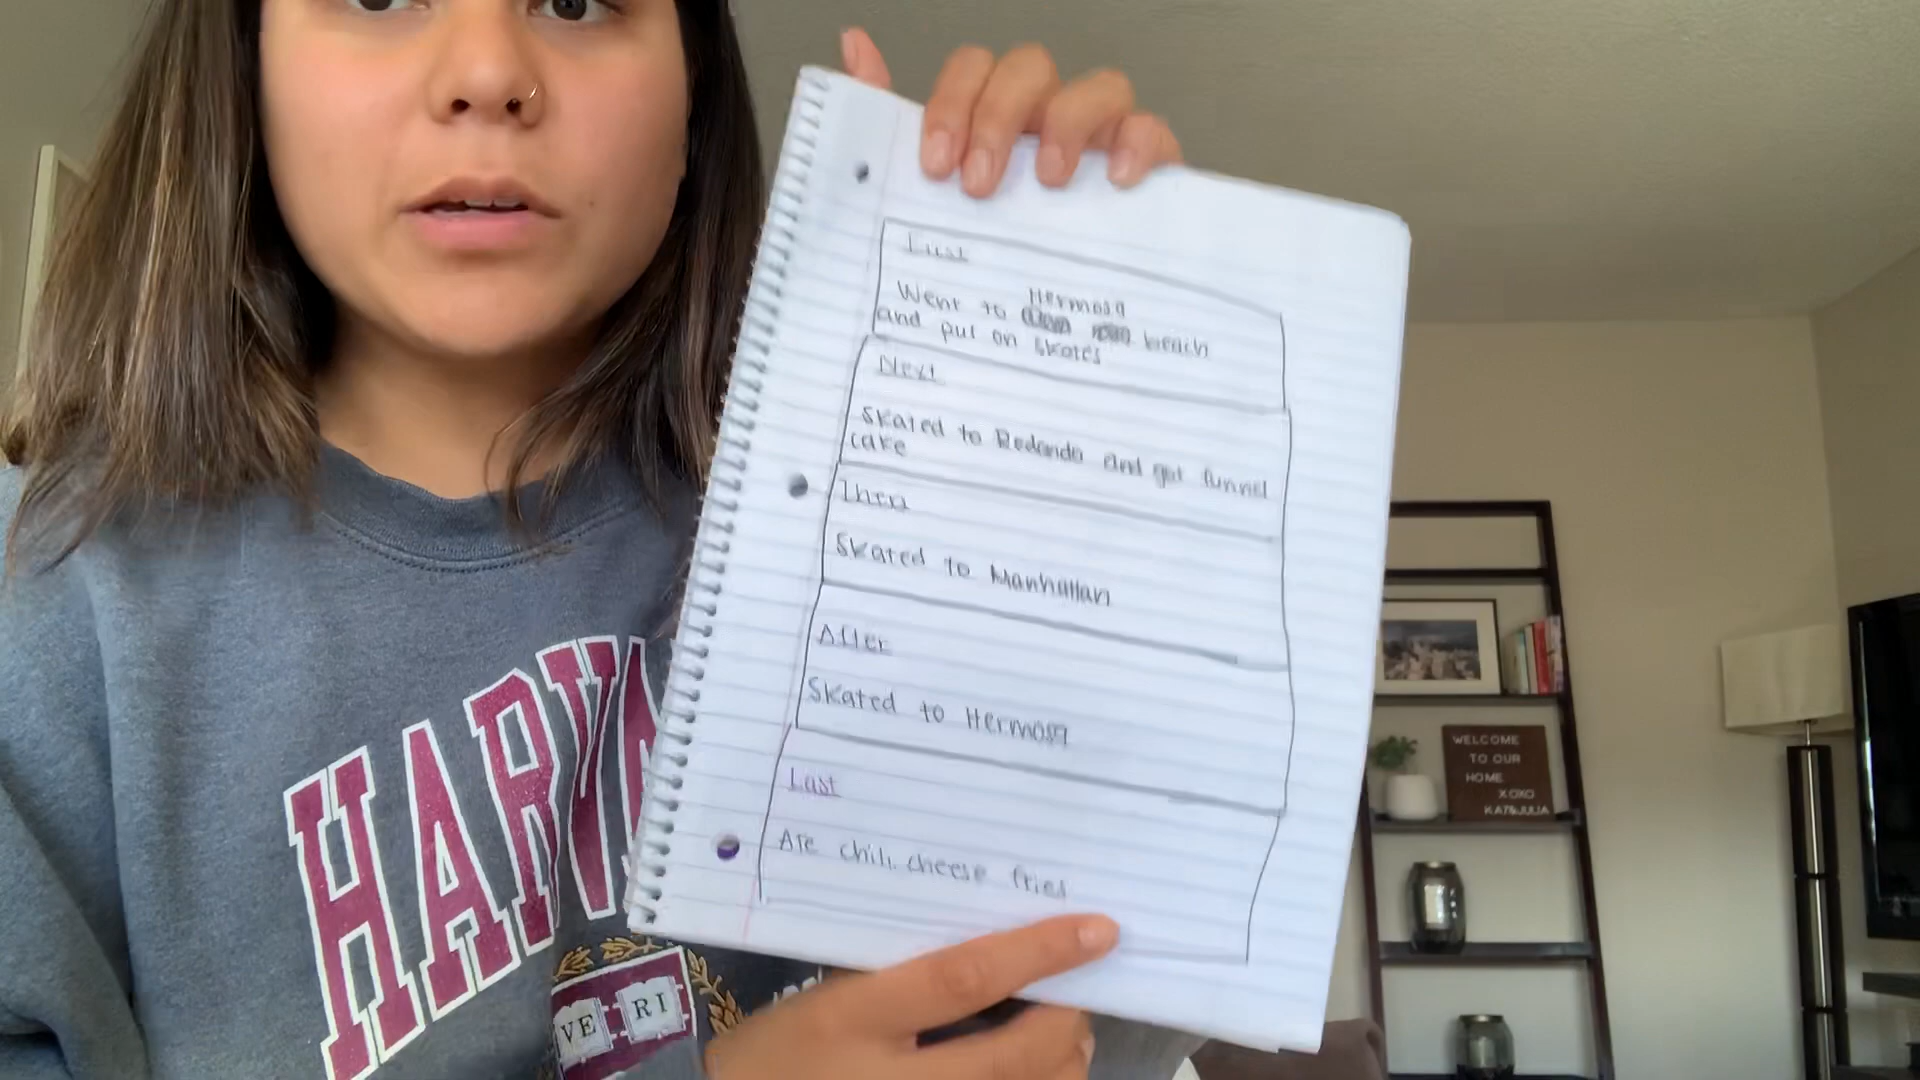 First
Went to Hermosa beach
and put on skates
Next
Skated to Redondo and got funnel
cake
Then
Skated to Manhattan
After
Skated to Hermosa
Last
Ate chili cheese fries
HARV
VE RI
WELCOME
TO OUR
HOME
XOXO
KAT&JULIA